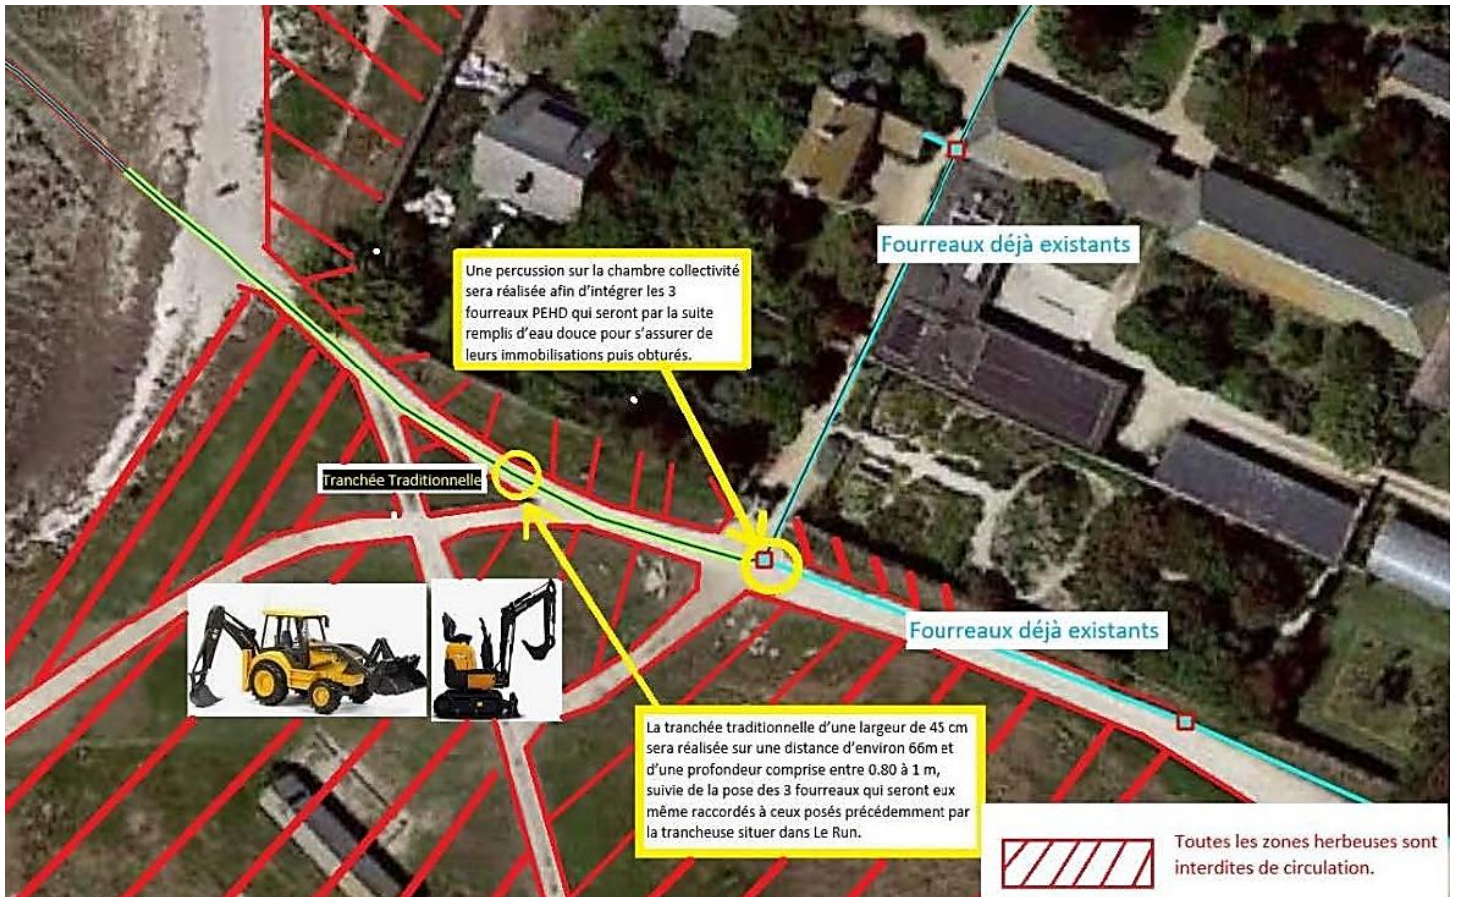 Fourreaux déjà existants
Une percussion sur la chambre collectivité
sera réalisée afin d'intégrer les 3
fourreaux PEHD qui seront par la suite
remplis d'eau douce pour s'assurer de
leurs immobilisations puis obturés.
Tranchée Traditionnelle
Fourreaux déjà existants
La tranchée traditionnelle d'une largeur de 45 cm
sera réalisée sur une distance d'environ 66m et
d'une profondeur comprise entre 0.80 à 1 m,
suivie de la pose des 3 fourreaux qui seront eux
même raccordés à ceux posés précédemment par
la trancheuse situer dans Le Run.
Toutes les zones herbeuses sont
interdites de circulation.